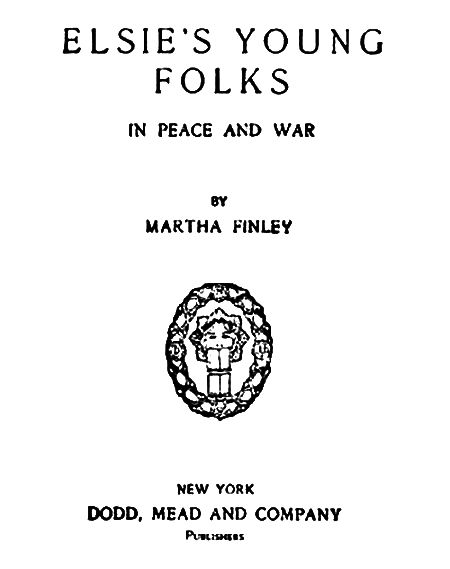 ELSIE'S YOUNG
FOLKS
IN PEACE AND WAR
BY
MARTHA FINLEY
NEW YORK
DODD, MEAD AND COMPANY
PUBLISHERS